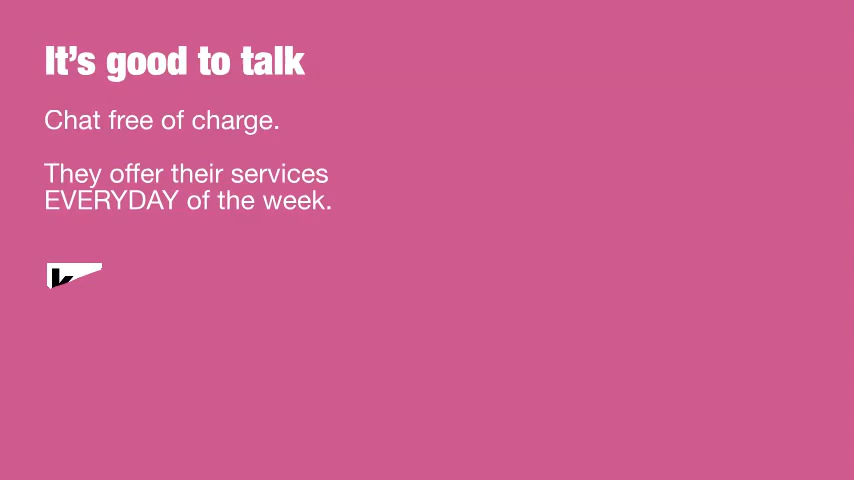 It's good to talk
Chat free of charge.
They offer their services
EVERYDAY of the week.